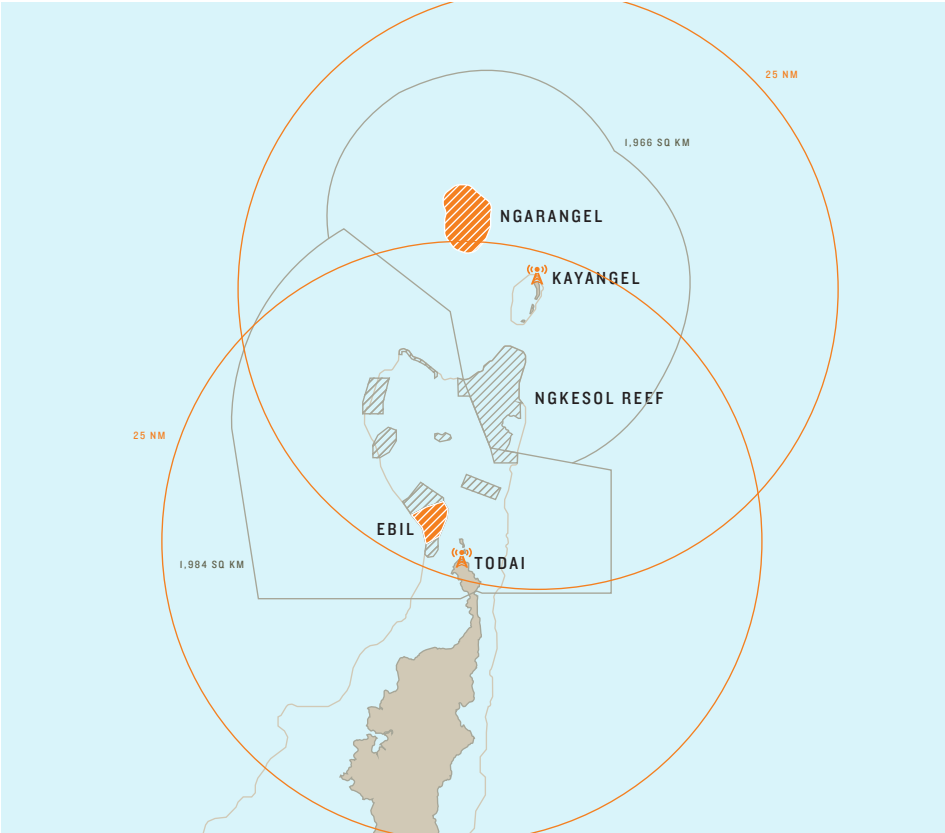 25 NM
1,966 SQ KM
NGARANGEL
KAYANGEL
NGKESOL REEF
25 NM
EBIL
TODAI
1,984 SQ KM